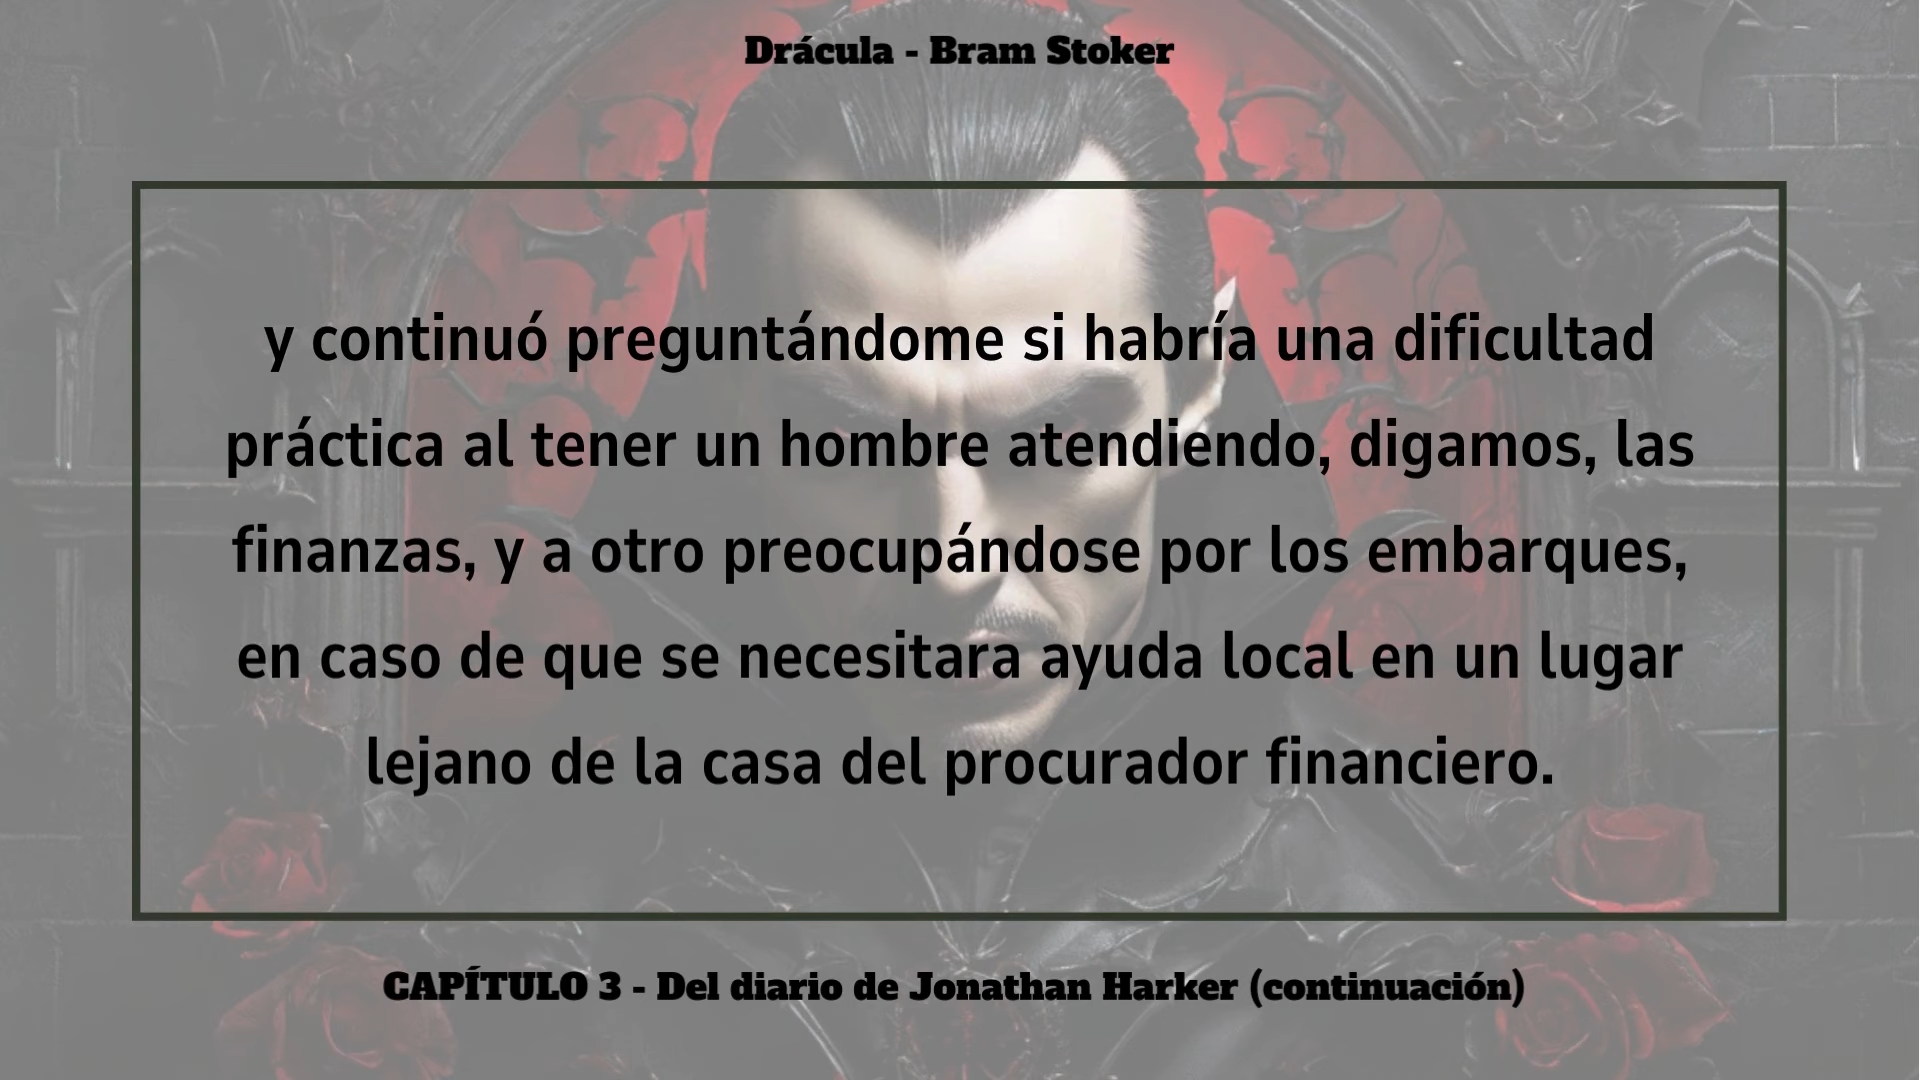 Drácula - Bram Stoker
y continuó preguntándome si habría una dificultad
práctica al tener un hombre atendiendo, digamos, las
finanzas, y a otro preocupándose por los embarques,
en caso de que se necesitara ayuda local en un lugar
lejano de la casa del procurador financiero.
CAPÍTULO 3 - Del diario de Jonathan Harker (continuación)